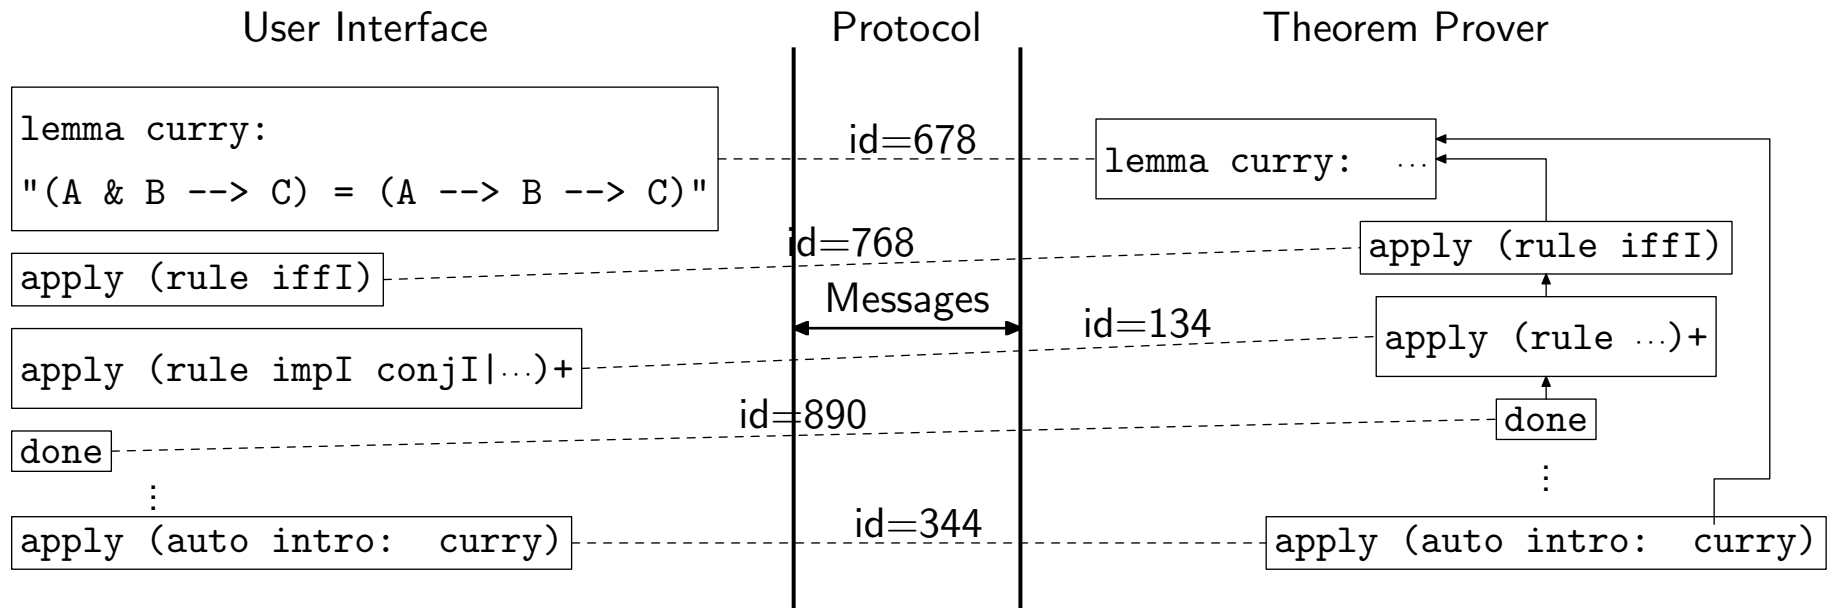 User Interface
Protocol
Theorem Prover
lemma curry:
"(A & B --> C) = (A --> B --> C)"
id=678
lemma curry: ...
apply (rule iffI)
id=768
apply (rule iffI)
Messages
apply (rule impI conjI|...)+
id=134
apply (rule ...)+
done
id=890
done
⋮
⋮
apply (auto intro: curry)
id=344
apply (auto intro: curry)